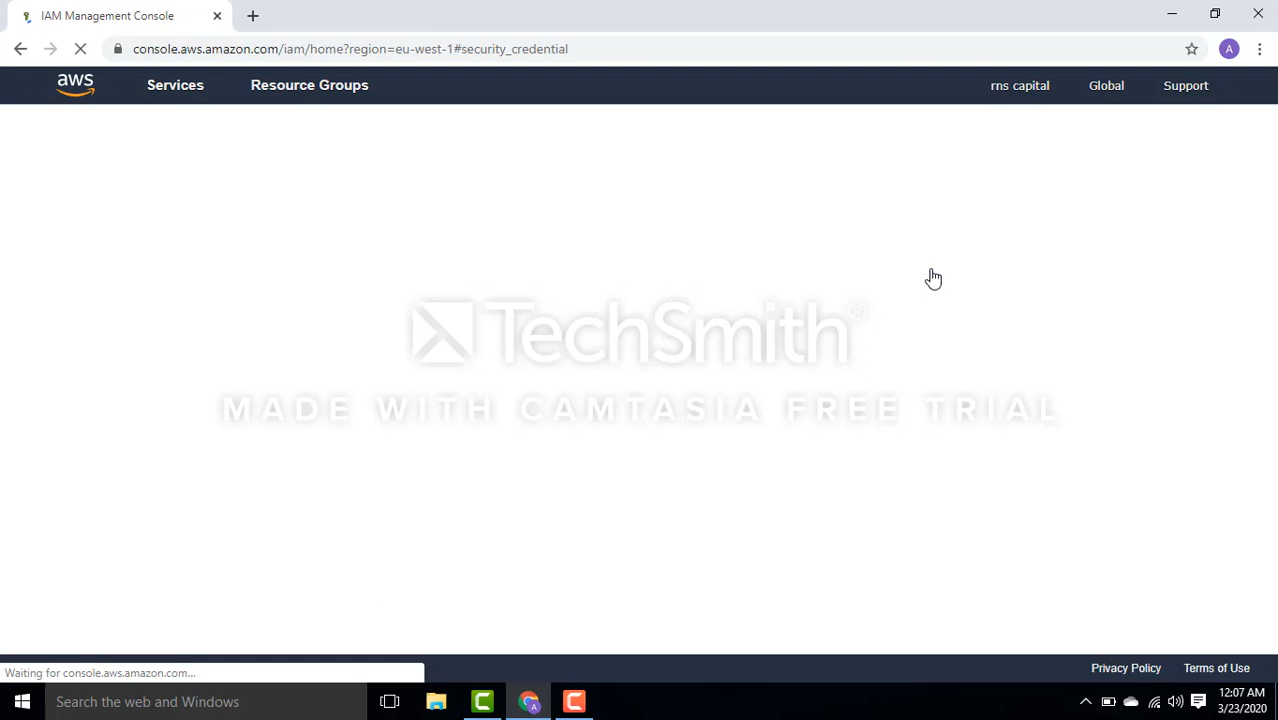 IAM Management Console
console.aws.amazon.com/iam/home?region=eu-west-1#security_credential
A
aws
Services
Resource Groups
rns capital
Global
Support
TechSmith®
MADE WITH CAMTASIA FREE TRIAL
Waiting for console.aws.amazon.com...
Privacy Policy
Terms of Use
Search the web and Windows
12:07 AM
3/23/2020